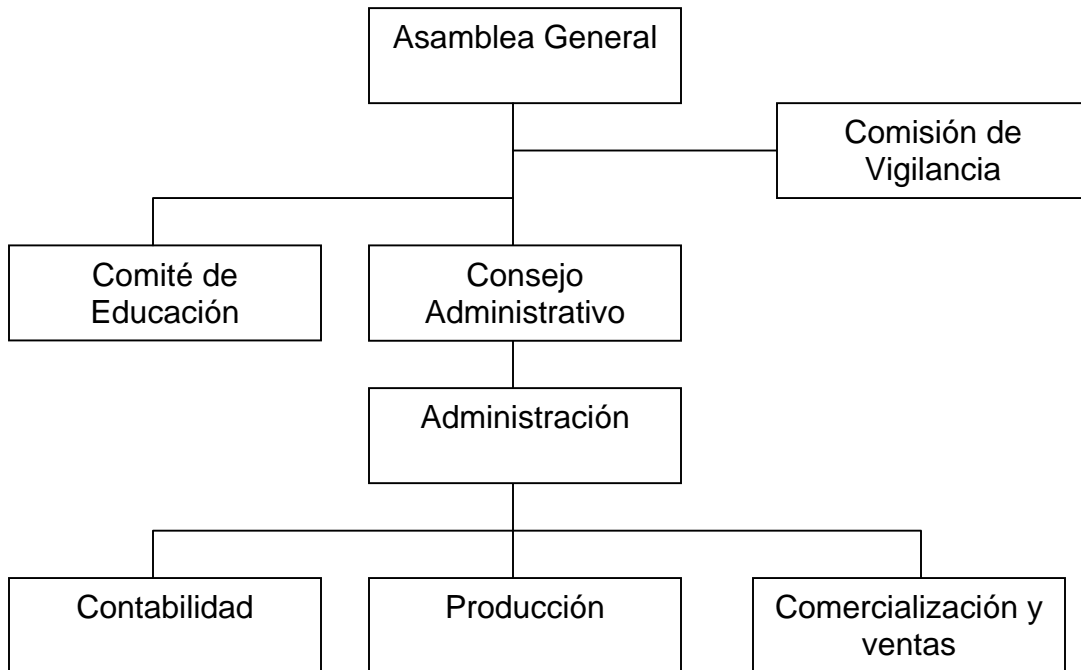 Asamblea General
Comisión de
Vigilancia
Comité de
Educación
Consejo
Administrativo
Administración
Contabilidad
Producción
Comercialización y
ventas